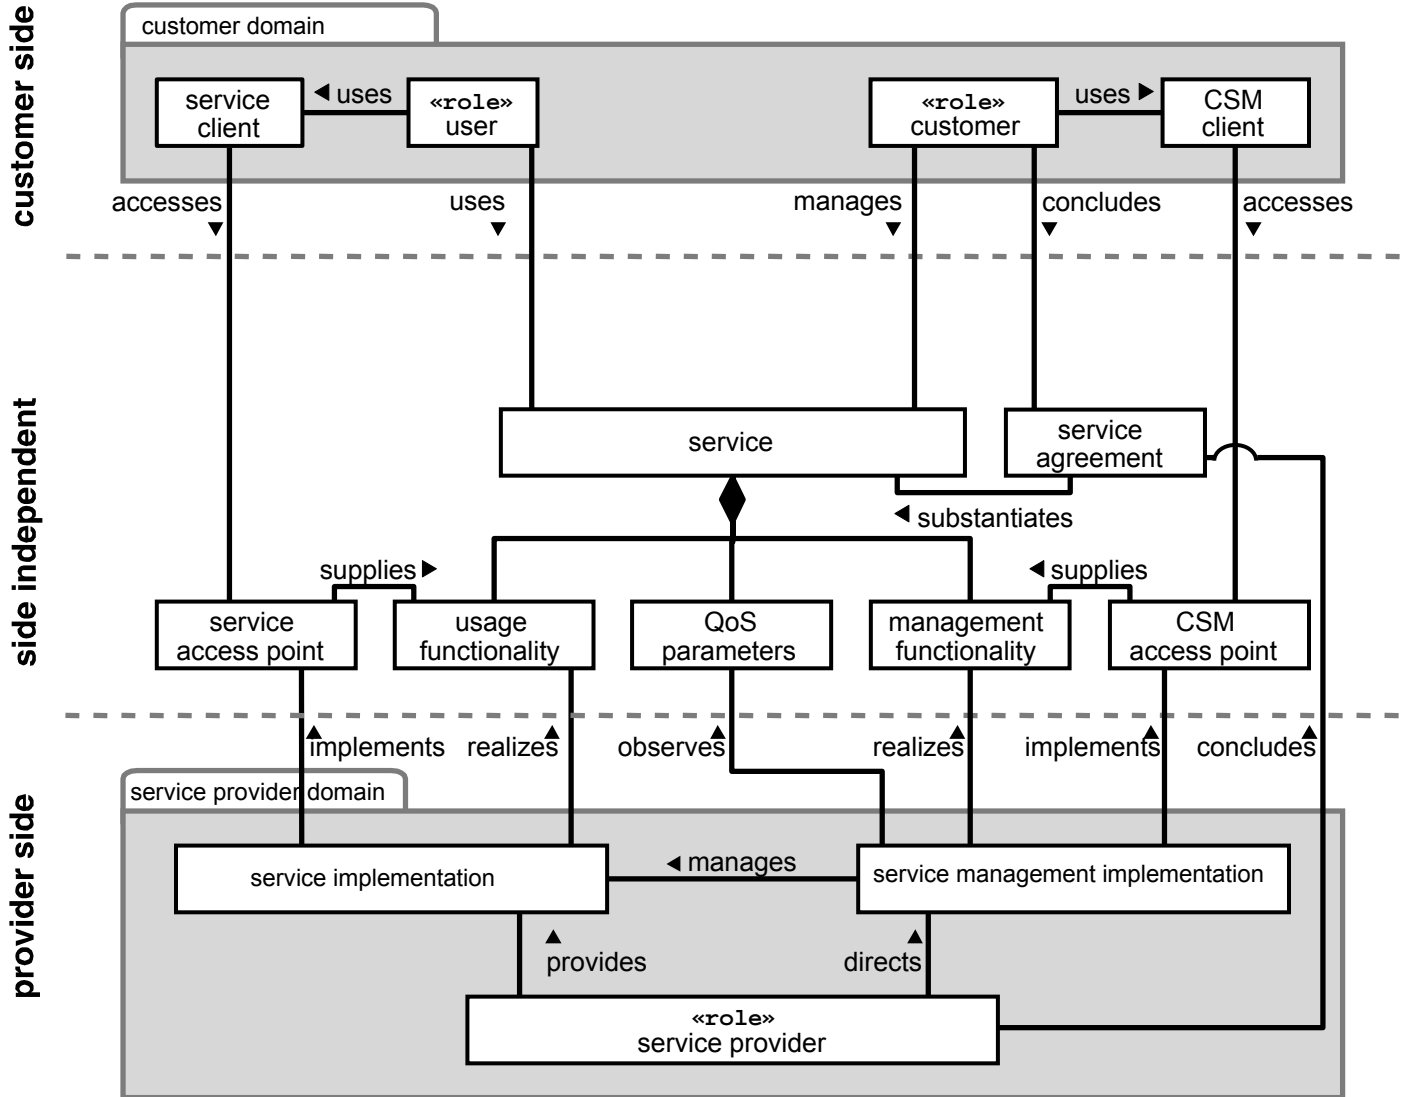 customer side
customer domain
service
client
uses
«role»
user
«role»
customer
uses
CSM
client
accesses
uses
manages
concludes
accesses
side independent
service
service
agreement
substantiates
supplies
supplies
service
access point
usage
functionality
QoS
parameters
management
functionality
CSM
access point
provider side
implements
realizes
observes
realizes
implements
concludes
service provider domain
service implementation
manages
service management implementation
provides
directs
«role»
service provider